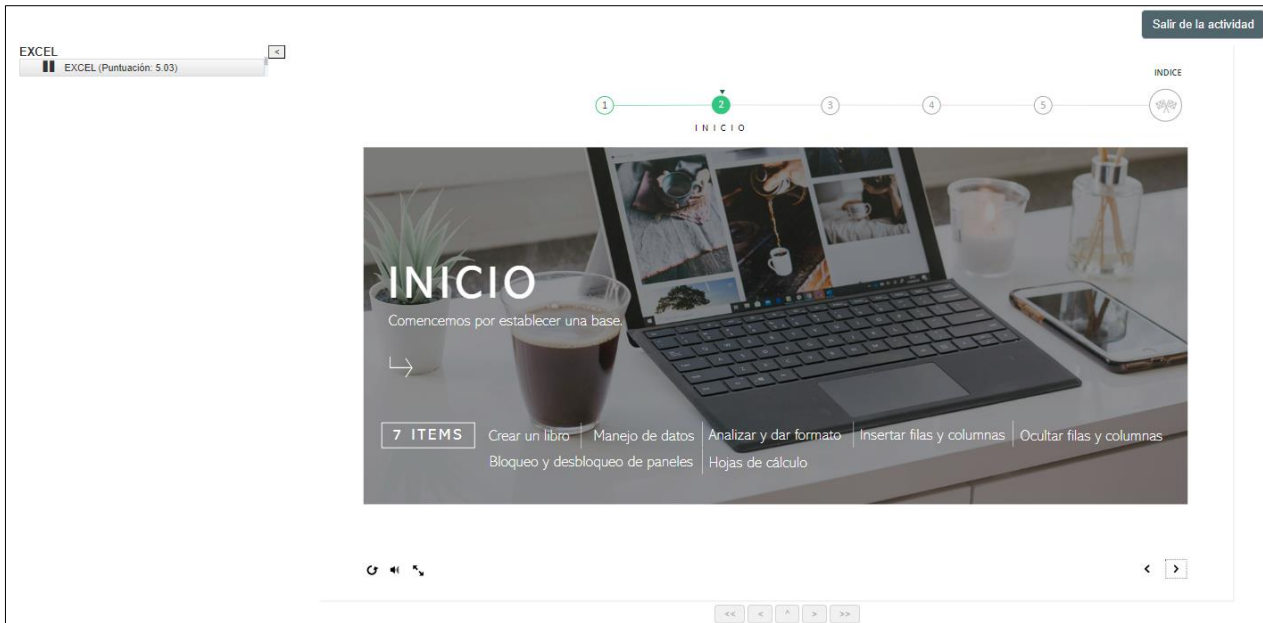 Salir de la actividad
EXCEL
<
EXCEL (Puntuación: 5.03)
INDICE
1 2 3 4 5
INICIO
INICIO
Comencemos por establecer una base.
7 ITEMS
Crear un libro Manejo de datos Analizar y dar formato Insertar filas y columnas Ocultar filas y columnas
Bloqueo y desbloqueo de paneles Hojas de cálculo
< >
<< < ^ > >>